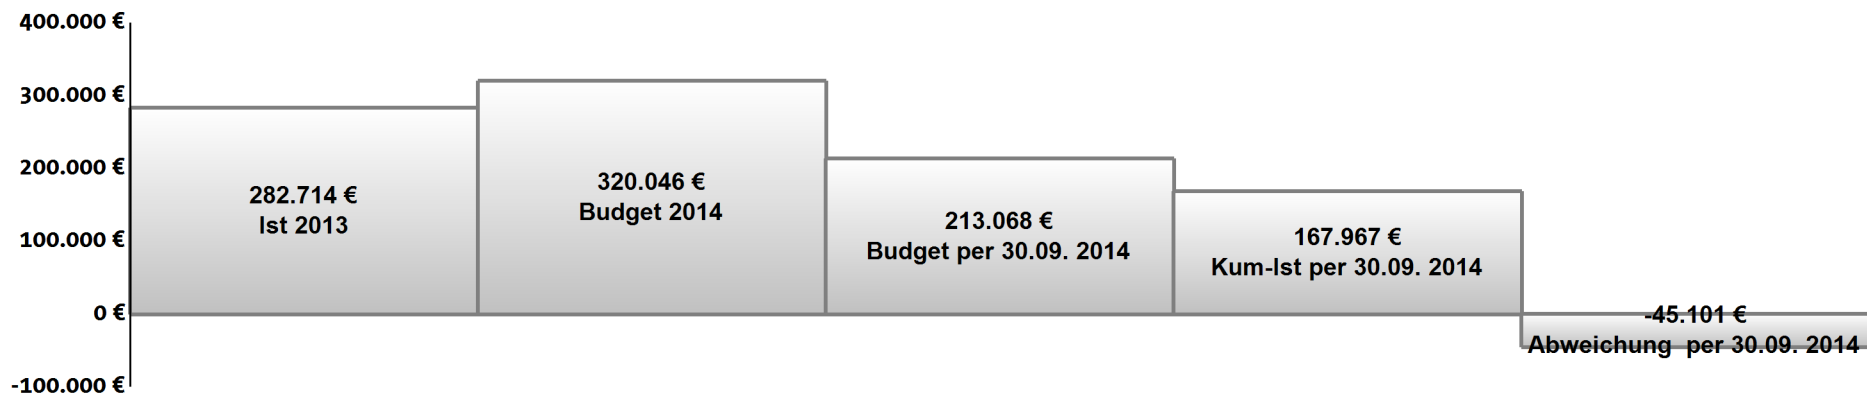 400.000 €
300.000 €
200.000 €
100.000 €
0 €
-100.000 €
282.714 €
Ist 2013
320.046 €
Budget 2014
213.068 €
Budget per 30.09. 2014
167.967 €
Kum-Ist per 30.09. 2014
-45.101 €
Abweichung  per 30.09. 2014